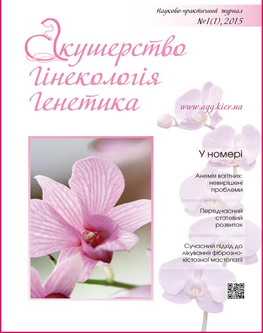 Науково-практичний журнал
№1(1), 2015
Акушерство
Гінекологія
Генетика
www.agg.kiev.ua
У номері
Анемія вагітних:
невирішені
проблеми
Передчасний
статевий
розвиток
Сучасний підхід до
лікування фіброзно-
кістозної мастопатії